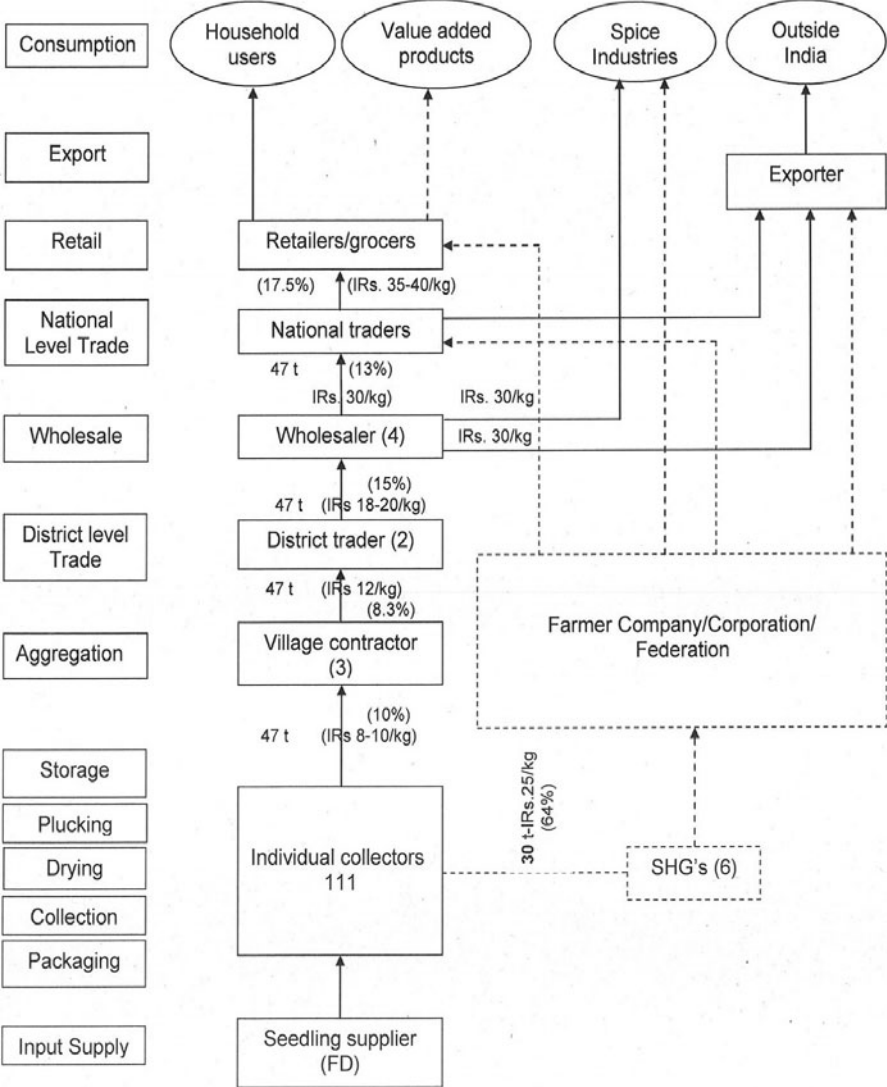 Consumption
Household
users
Value added
products
Spice
Industries
Outside
India
Export
Exporter
Retail
Retailers/grocers
(17.5%) (IRs. 35-40/kg)
National
Level Trade
National traders
47 t (13%)
IRs. 30/kg)
IRs. 30/kg
Wholesale
Wholesaler (4)
IRs. 30/kg
(15%)
47 t (IRs 18-20/kg)
District level
Trade
District trader (2)
47 t (IRs 12/kg)
(8.3%)
Farmer Company/Corporation/
Federation
Aggregation
Village contractor
(3)
(10%)
47 t (IRs 8-10/kg)
Storage
Plucking
Drying
Collection
Packaging
Individual collectors
111
30 t-IRs.25/kg
(64%)
SHG's (6)
Input Supply
Seedling supplier
(FD)